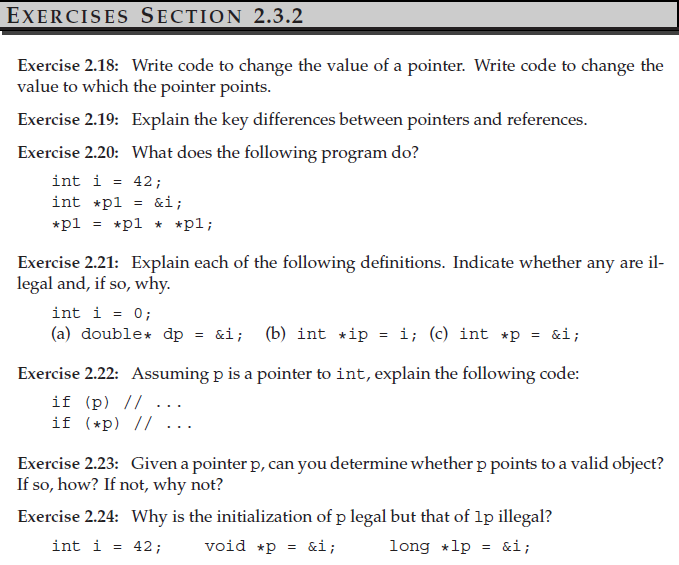 EXERCISES SECTION 2.3.2
Exercise 2.18: Write code to change the value of a pointer. Write code to change the
value to which the pointer points.
Exercise 2.19: Explain the key differences between pointers and references.
Exercise 2.20: What does the following program do?
int i = 42;
int *p1 = &i;
*p1 = *p1 * *p1;
Exercise 2.21: Explain each of the following definitions. Indicate whether any are il-
legal and, if so, why.
int i = 0;
(a) double* dp = &i; (b) int *ip = i; (c) int *p = &i;
Exercise 2.22: Assuming p is a pointer to int, explain the following code:
if (p) // ...
if (*p) // ...
Exercise 2.23: Given a pointer p, can you determine whether p points to a valid object?
If so, how? If not, why not?
Exercise 2.24: Why is the initialization of p legal but that of lp illegal?
int i = 42; void *p = &i; long *lp = &i;